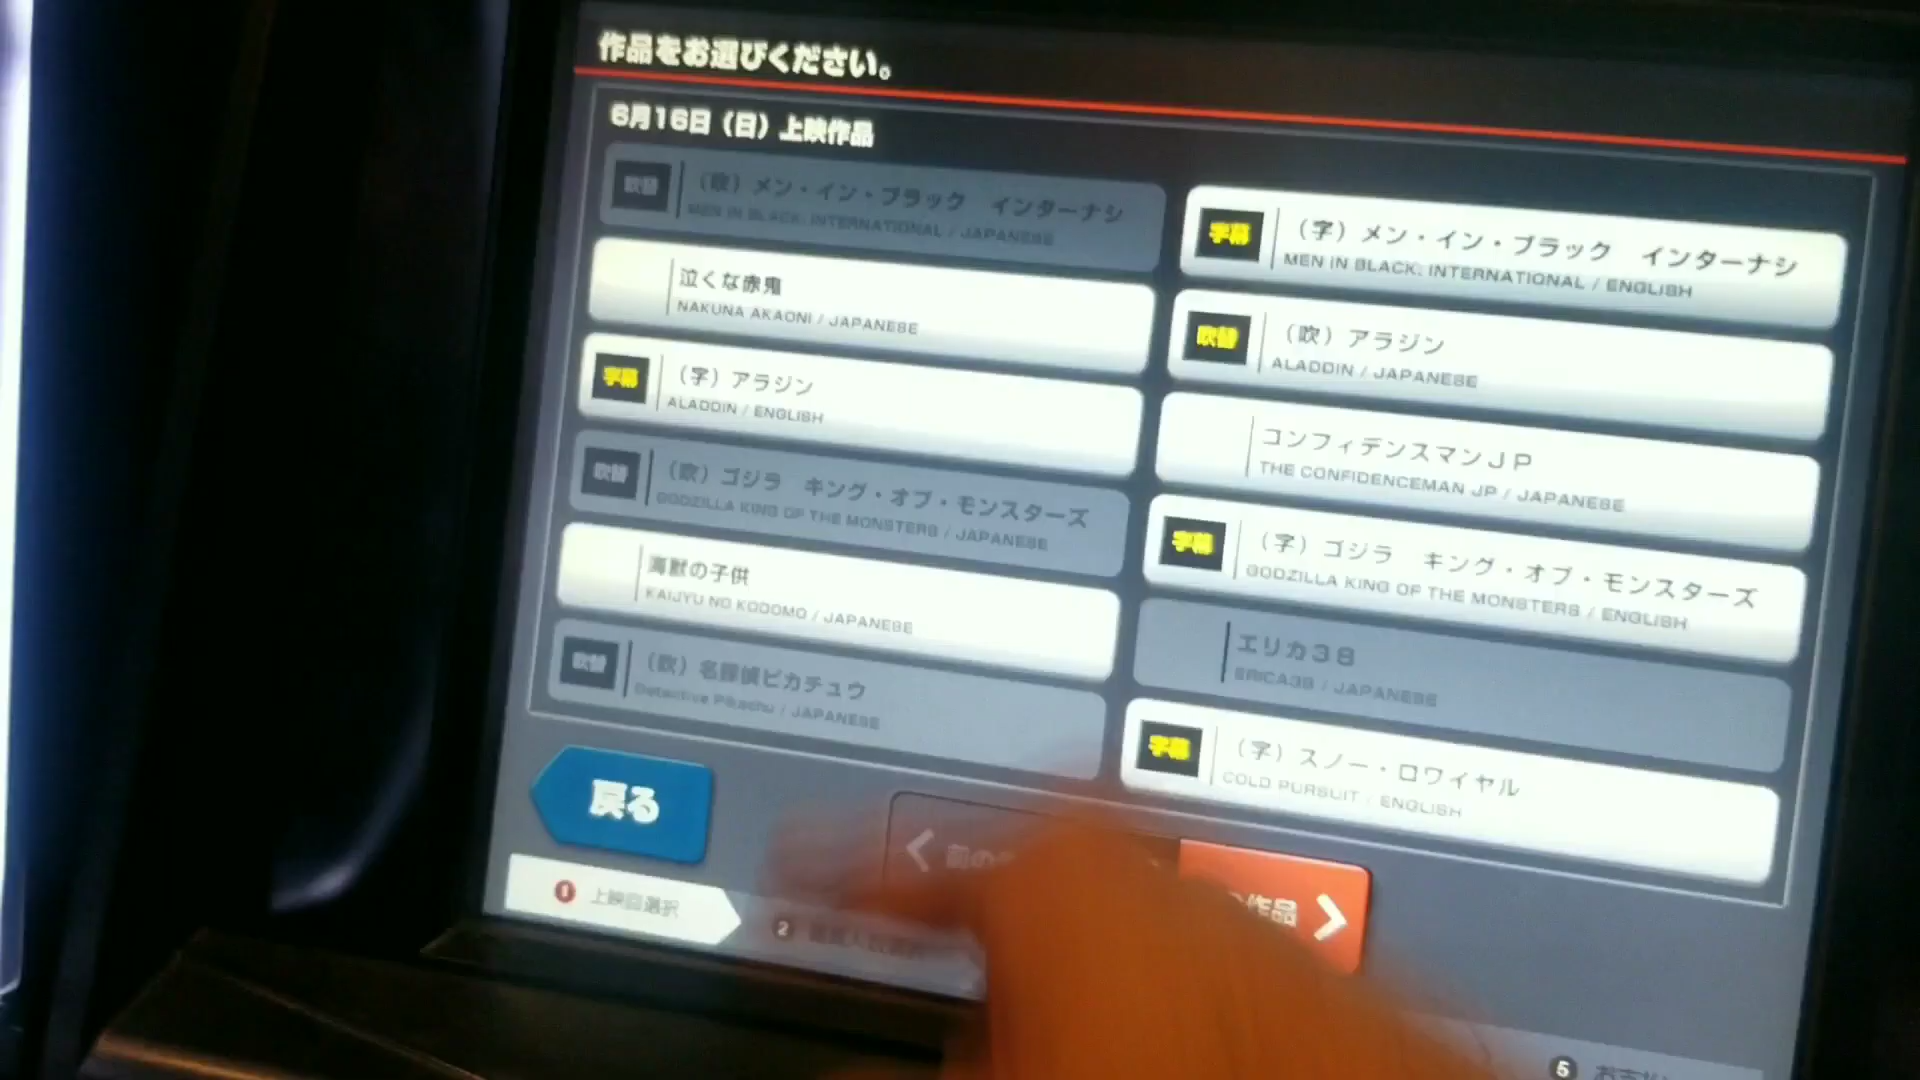 作品をお選びください。
6月16日（日）上映作品
吹替
（吹）メン・イン・ブラック　インターナシ
MEN IN BLACK: INTERNATIONAL / JAPANESE
字幕
（字）メン・イン・ブラック　インターナシ
MEN IN BLACK: INTERNATIONAL / ENGLISH
泣くな赤鬼
NAKUNA AKAONI / JAPANESE
吹替
（吹）アラジン
ALADDIN / JAPANESE
字幕
（字）アラジン
ALADDIN / ENGLISH
コンフィデンスマンＪＰ
THE CONFIDENCEMAN JP / JAPANESE
吹替
（吹）ゴジラ　キング・オブ・モンスターズ
GODZILLA KING OF THE MONSTERS / JAPANESE
字幕
（字）ゴジラ　キング・オブ・モンスターズ
GODZILLA KING OF THE MONSTERS / ENGLISH
海獣の子供
KAIJYU NO KODOMO / JAPANESE
エリカ３８
ERICA38 / JAPANESE
吹替
（吹）名探偵ピカチュウ
Detective Pikachu / JAPANESE
字幕
（字）スノー・ロワイヤル
COLD PURSUIT / ENGLISH
戻る
前の
作品
1 上映回選択
2
5 お支払